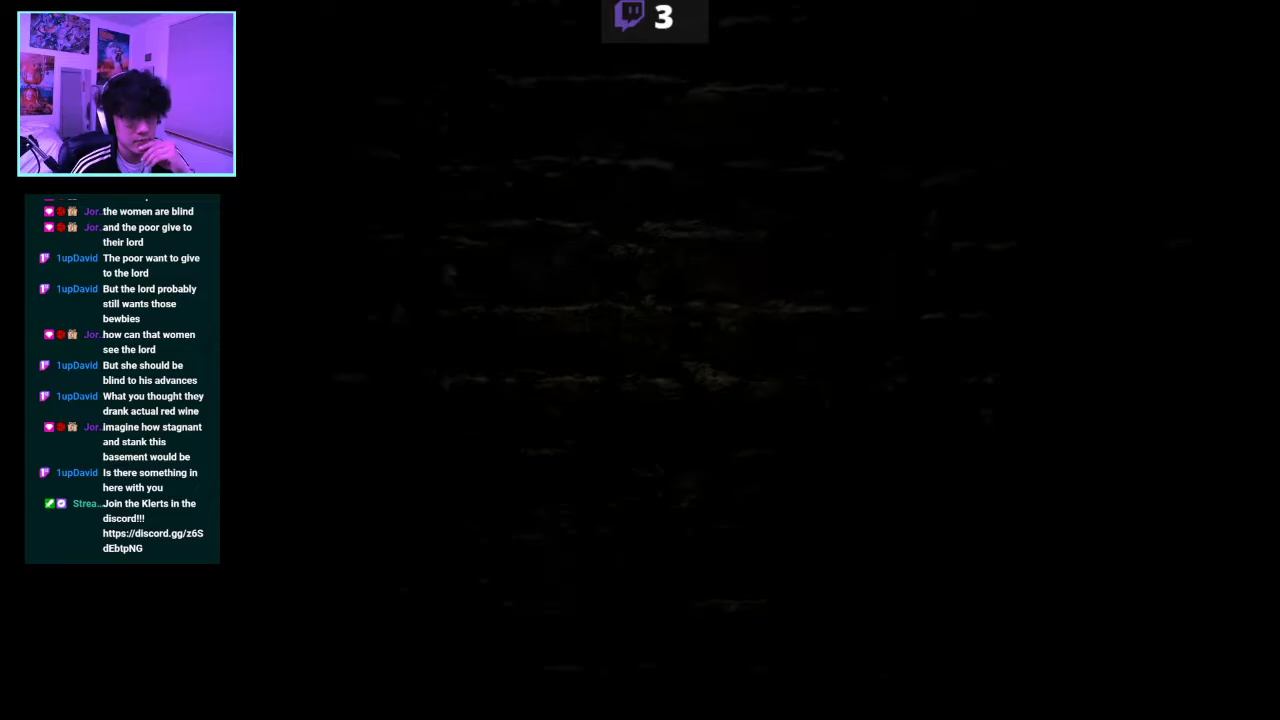 3
Jor..the women are blind
Jor..and the poor give to
their lord
1upDavid The poor want to give
to the lord
1upDavid But the lord probably
still wants those
bewbies
Jor..how can that women
see the lord
1upDavid But she should be
blind to his advances
1upDavid What you thought they
drank actual red wine
Jor..imagine how stagnant
and stank this
basement would be
1upDavid Is there something in
here with you
Strea..Join the Klerts in the
discord!!!
https://discord.gg/z6S
dEbtpNG